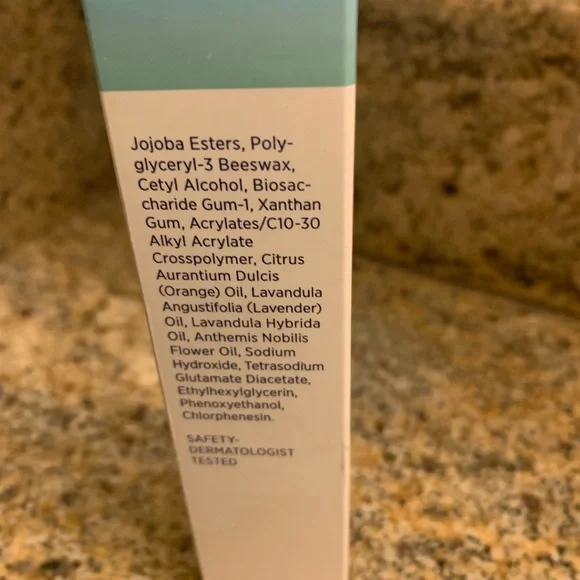 Jojoba Esters, Poly-
glyceryl-3 Beeswax,
Cetyl Alcohol, Biosac-
charide Gum-1, Xanthan
Gum, Acrylates/C10-30
Alkyl Acrylate
Crosspolymer, Citrus
Aurantium Dulcis
(Orange) Oil, Lavandula
Angustifolia (Lavender)
Oil, Lavandula Hybrida
Oil, Anthemis Nobilis
Flower Oil, Sodium
Hydroxide, Tetrasodium
Glutamate Diacetate,
Ethylhexylglycerin,
Phenoxyethanol,
Chlorphenesin.
SAFETY-
DERMATOLOGIST
TESTED